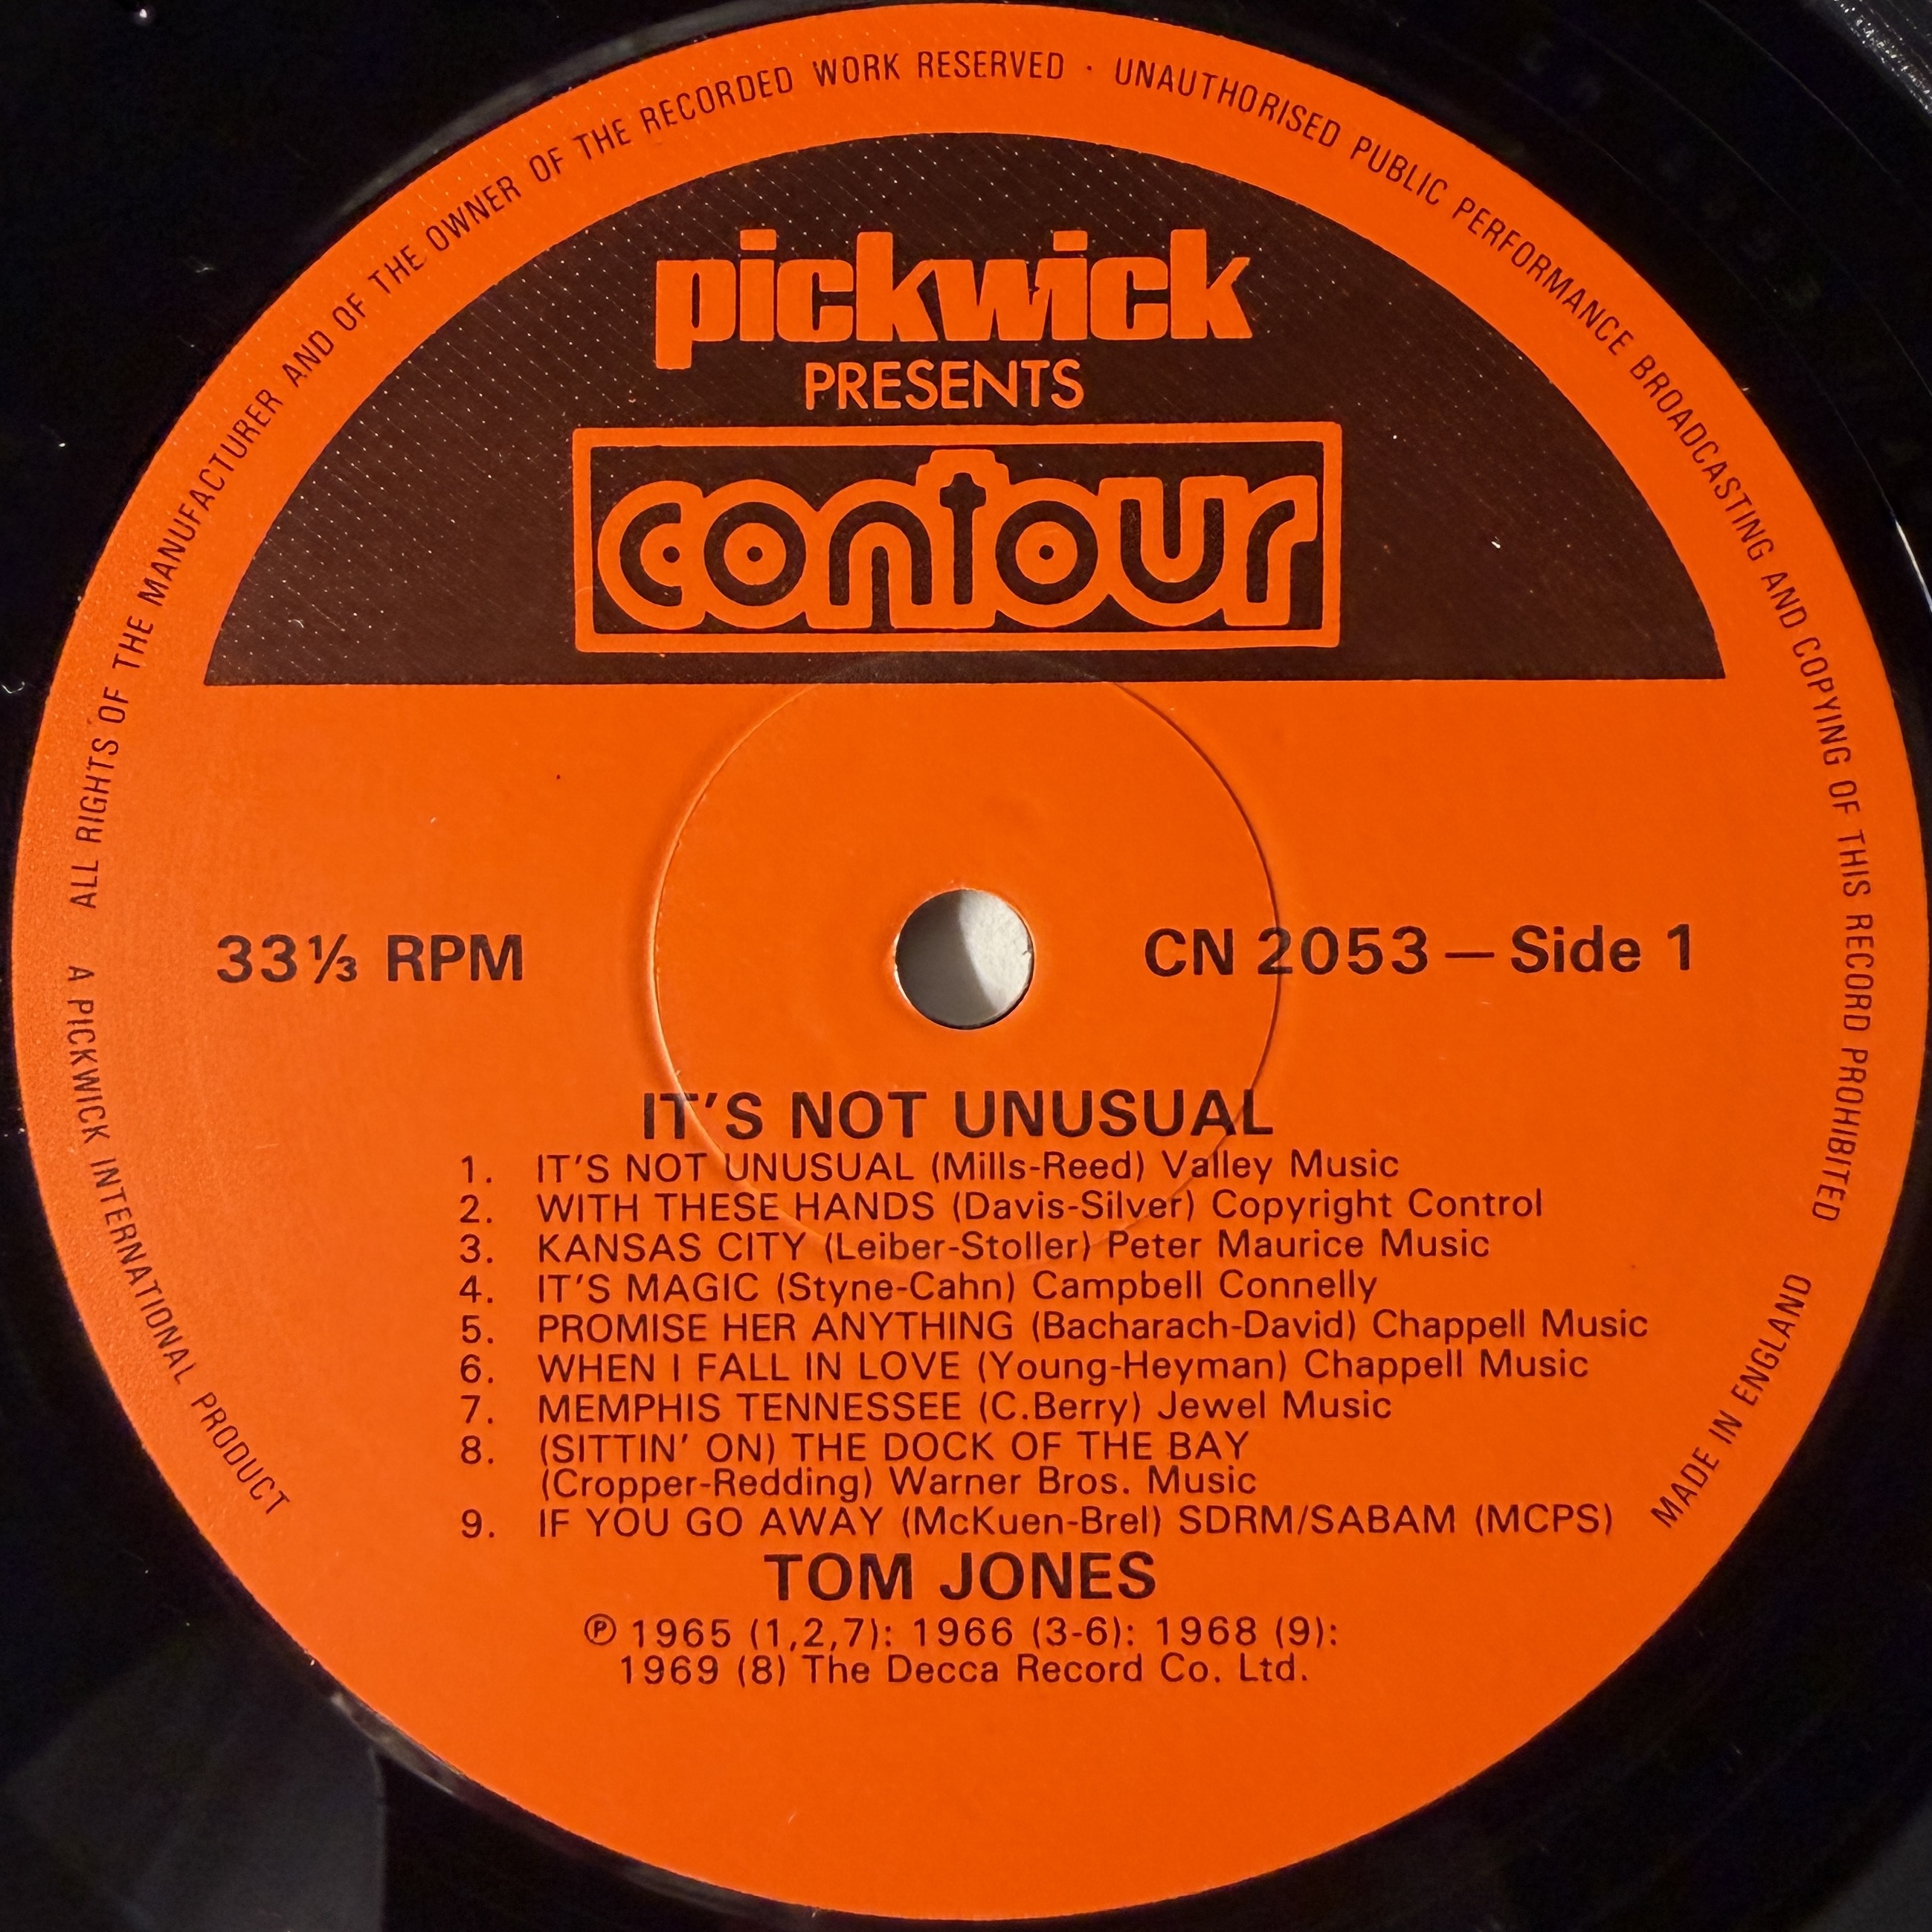 ALL RIGHTS OF THE MANUFACTURER AND OF THE OWNER OF THE RECORDED WORK RESERVED · UNAUTHORISED PUBLIC PERFORMANCE BROADCASTING AND COPYING OF THIS RECORD PROHIBITED
pickwick
PRESENTS
contour
33⅓ RPM
CN 2053 — Side 1
IT'S NOT UNUSUAL
1. IT'S NOT UNUSUAL (Mills-Reed) Valley Music
2. WITH THESE HANDS (Davis-Silver) Copyright Control
3. KANSAS CITY (Leiber-Stoller) Peter Maurice Music
4. IT'S MAGIC (Styne-Cahn) Campbell Connelly
5. PROMISE HER ANYTHING (Bacharach-David) Chappell Music
6. WHEN I FALL IN LOVE (Young-Heyman) Chappell Music
7. MEMPHIS TENNESSEE (C.Berry) Jewel Music
8. (SITTIN' ON) THE DOCK OF THE BAY
(Cropper-Redding) Warner Bros. Music
9. IF YOU GO AWAY (McKuen-Brel) SDRM/SABAM (MCPS)
TOM JONES
℗ 1965 (1,2,7): 1966 (3-6): 1968 (9):
1969 (8) The Decca Record Co. Ltd.
A PICKWICK INTERNATIONAL PRODUCT
MADE IN ENGLAND